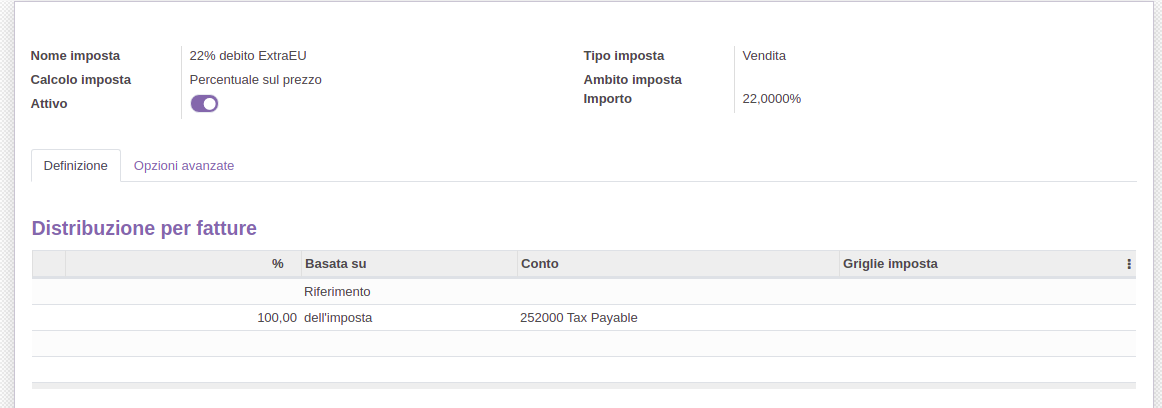 Nome imposta 22% debito ExtraEU Tipo imposta Vendita
Calcolo imposta Percentuale sul prezzo Ambito imposta
Attivo Importo 22,0000%
Definizione Opzioni avanzate
Distribuzione per fatture
% Basata su Conto Griglie imposta
Riferimento
100,00 dell'imposta 252000 Tax Payable